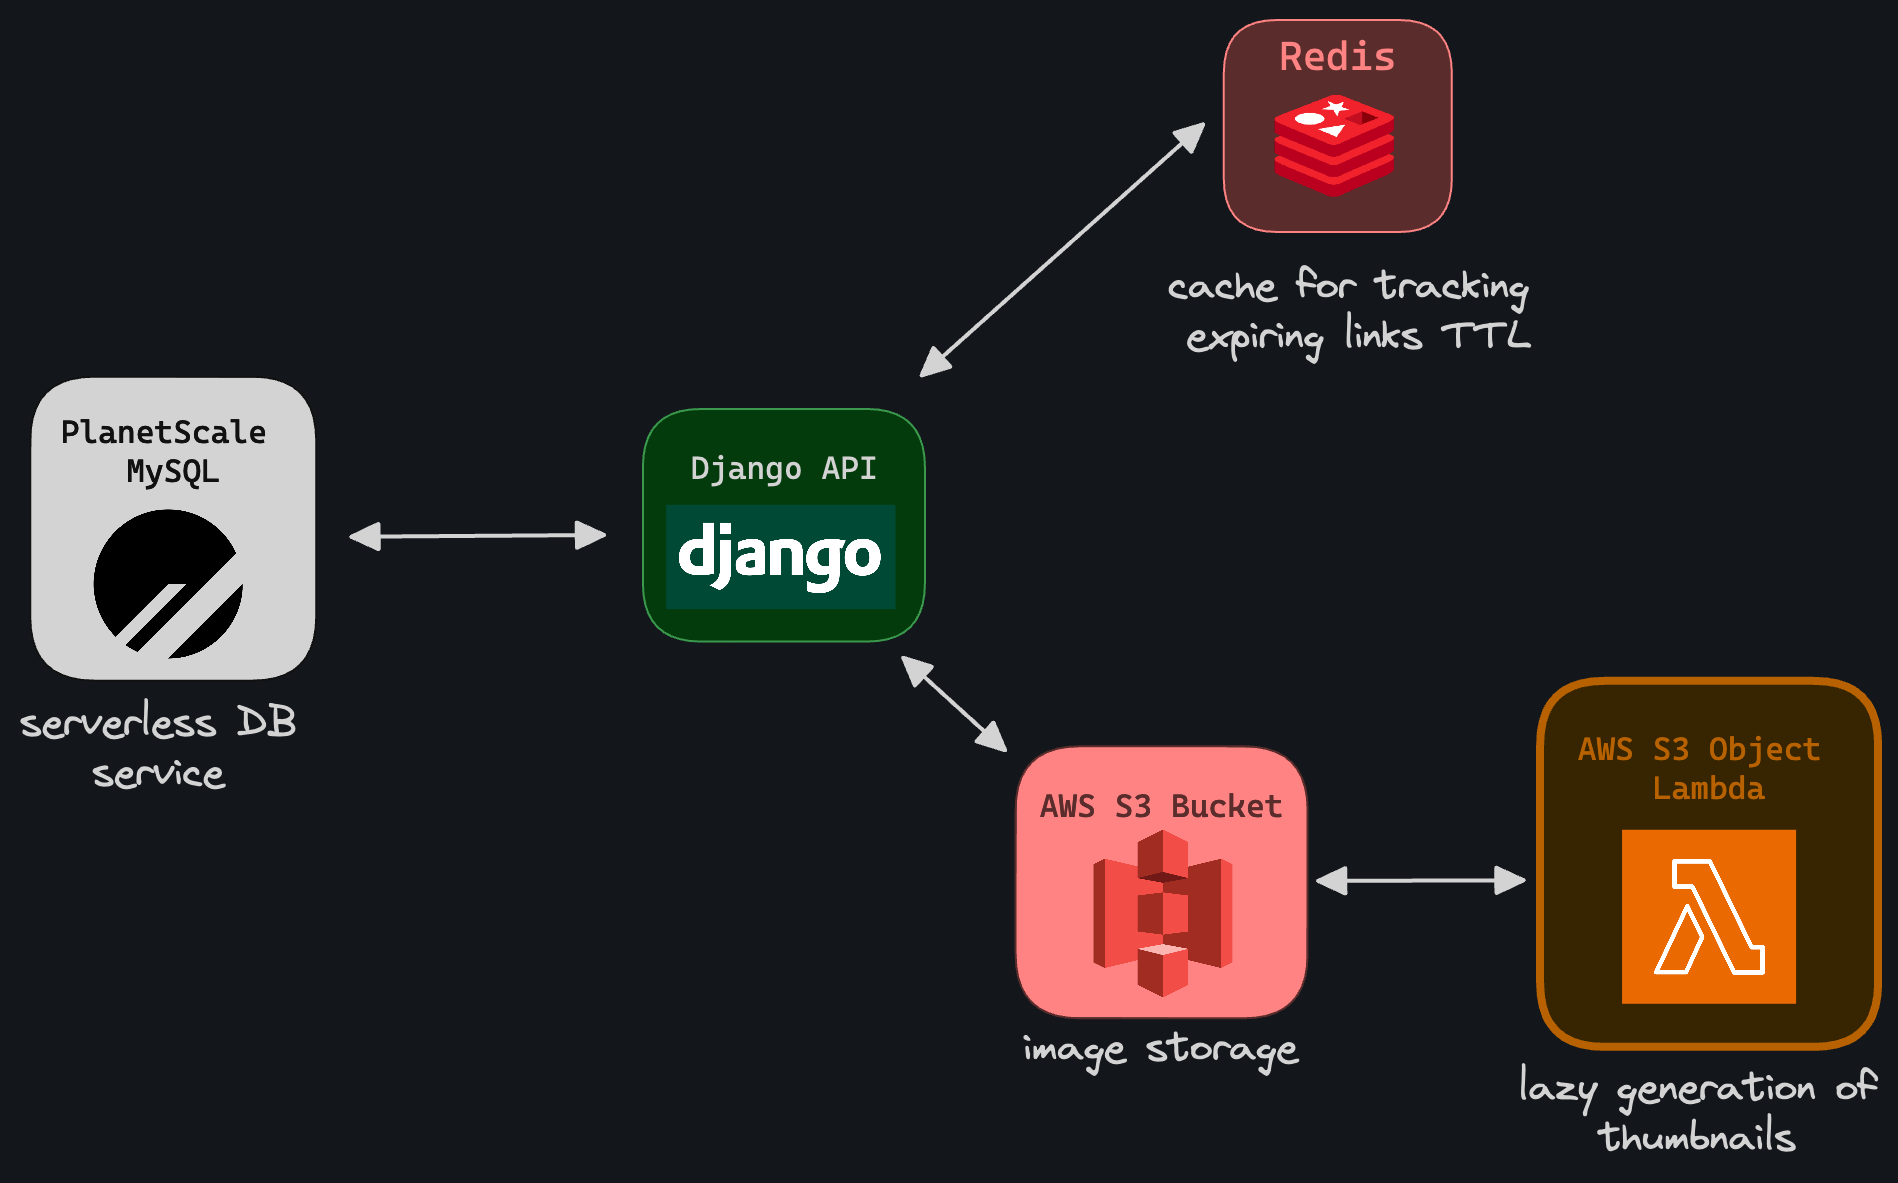 Redis
cache for tracking
expiring links TTL
PlanetScale
MySQL
serverless DB
service
Django API
django
AWS S3 Bucket
image storage
AWS S3 Object
Lambda
lazy generation of
thumbnails